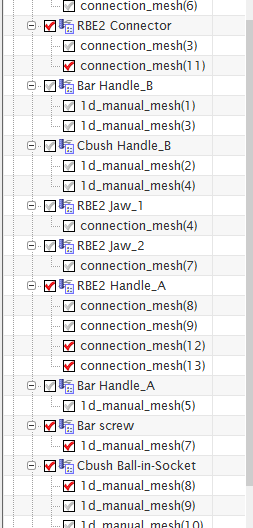 connection_mesh(6)
RBE2 Connector
connection_mesh(3)
connection_mesh(11)
Bar Handle_B
1d_manual_mesh(1)
1d_manual_mesh(3)
Cbush Handle_B
1d_manual_mesh(2)
1d_manual_mesh(4)
RBE2 Jaw_1
connection_mesh(4)
RBE2 Jaw_2
connection_mesh(7)
RBE2 Handle_A
connection_mesh(8)
connection_mesh(9)
connection_mesh(12)
connection_mesh(13)
Bar Handle_A
1d_manual_mesh(5)
Bar screw
1d_manual_mesh(7)
Cbush Ball-in-Socket
1d_manual_mesh(8)
1d_manual_mesh(9)
1d_manual_mesh(10)